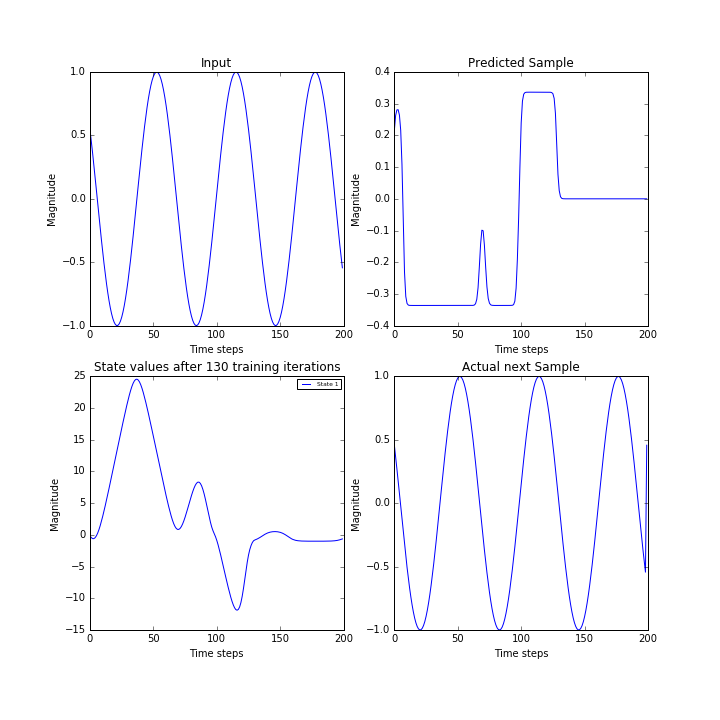 Input
1.0
0.5
0.0
−0.5
−1.0
Magnitude
0 50 100 150 200
Time steps
Predicted Sample
0.4
0.3
0.2
0.1
0.0
−0.1
−0.2
−0.3
−0.4
Magnitude
0 50 100 150 200
Time steps
State values after 130 training iterations
25
20
15
10
5
0
−5
−10
−15
Magnitude
State 1
0 50 100 150 200
Time steps
Actual next Sample
1.0
0.5
0.0
−0.5
−1.0
Magnitude
0 50 100 150 200
Time steps